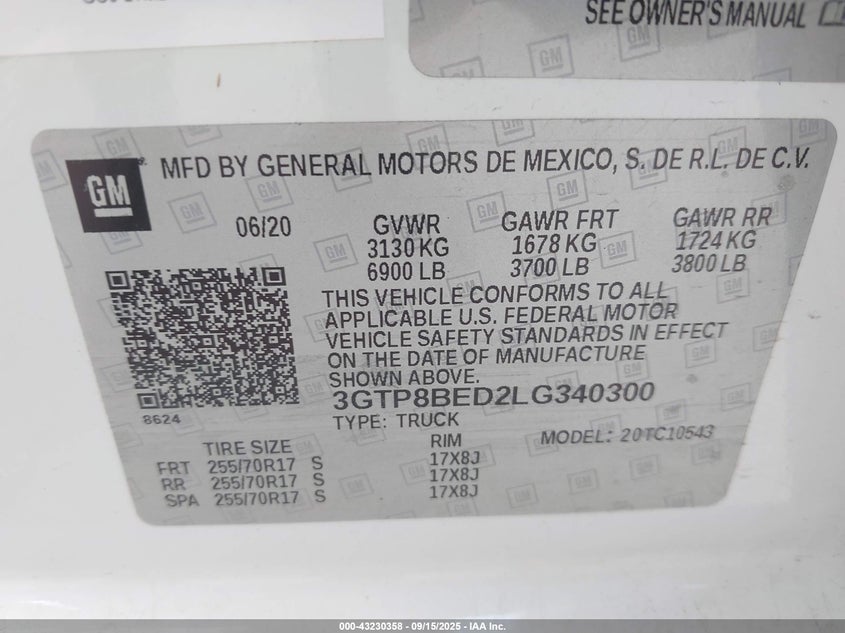 SEE OWNER'S MANUAL
GM
MFD BY GENERAL MOTORS DE MEXICO, S. DE R.L. DE C.V.
06/20 GVWR GAWR FRT GAWR RR
3130 KG 1678 KG 1724 KG
6900 LB 3700 LB 3800 LB
THIS VEHICLE CONFORMS TO ALL
APPLICABLE U.S. FEDERAL MOTOR
VEHICLE SAFETY STANDARDS IN EFFECT
ON THE DATE OF MANUFACTURE
SHOWN ABOVE.
3GTP8BED2LG340300
8624
TYPE: TRUCK
MODEL: 20TC10543
TIRE SIZE RIM
FRT 255/70R17 S 17X8J
RR 255/70R17 S 17X8J
SPA 255/70R17 S 17X8J
000-43230358 - 09/15/2025 - IAA Inc.